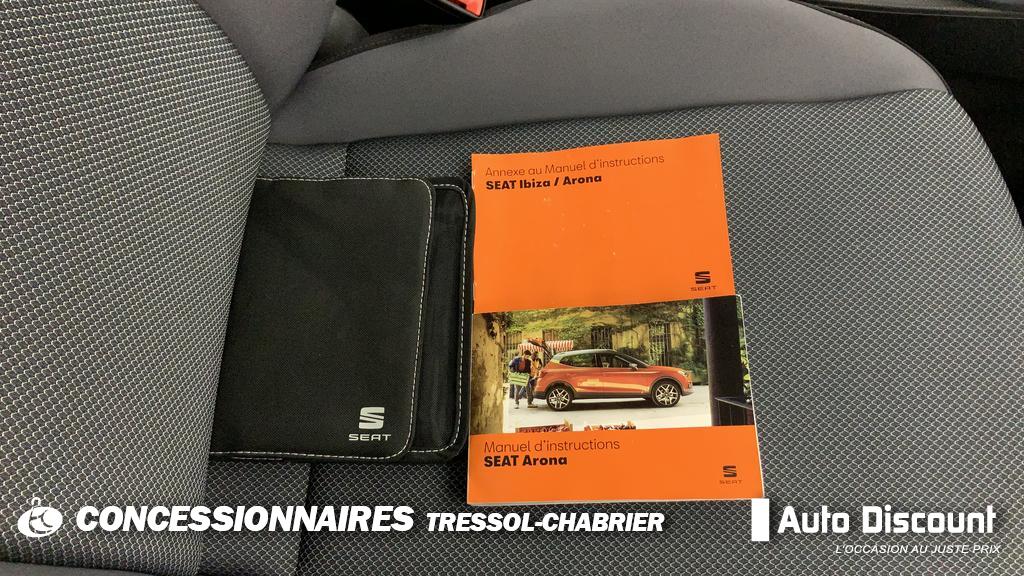 Annexe au Manuel d'instructions
SEAT Ibiza / Arona
SEAT
SEAT
Manuel d'instructions
SEAT Arona
SEAT
CONCESSIONNAIRES TRESSOL-CHABRIER
Auto Discount
L'OCCASION AU JUSTE PRIX